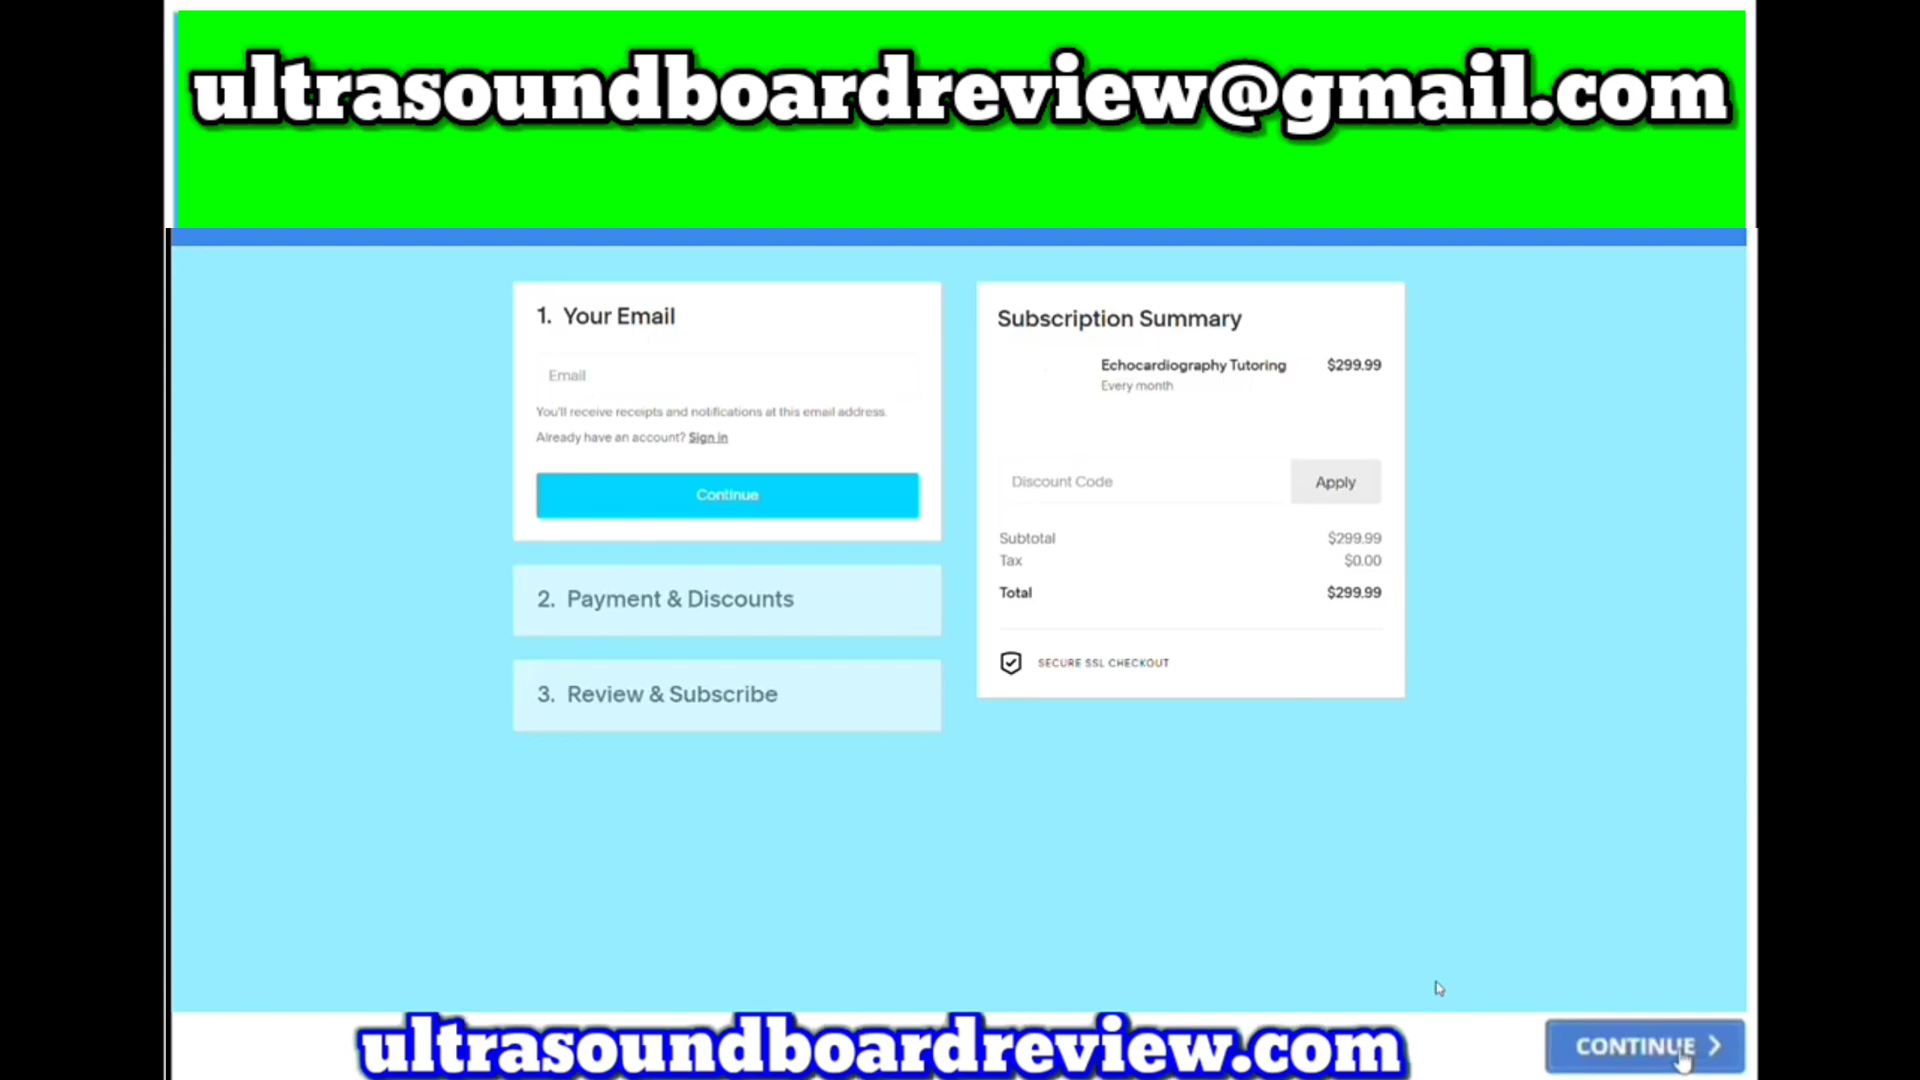 ultrasoundboardreview@gmail.com
1. Your Email
Email
You'll receive receipts and notifications at this email address.
Already have an account? Sign in
Continue
2. Payment & Discounts
3. Review & Subscribe
Subscription Summary
Echocardiography Tutoring $299.99
Every month
Discount Code Apply
Subtotal $299.99
Tax $0.00
Total $299.99
SECURE SSL CHECKOUT
ultrasoundboardreview.com
CONTINUE